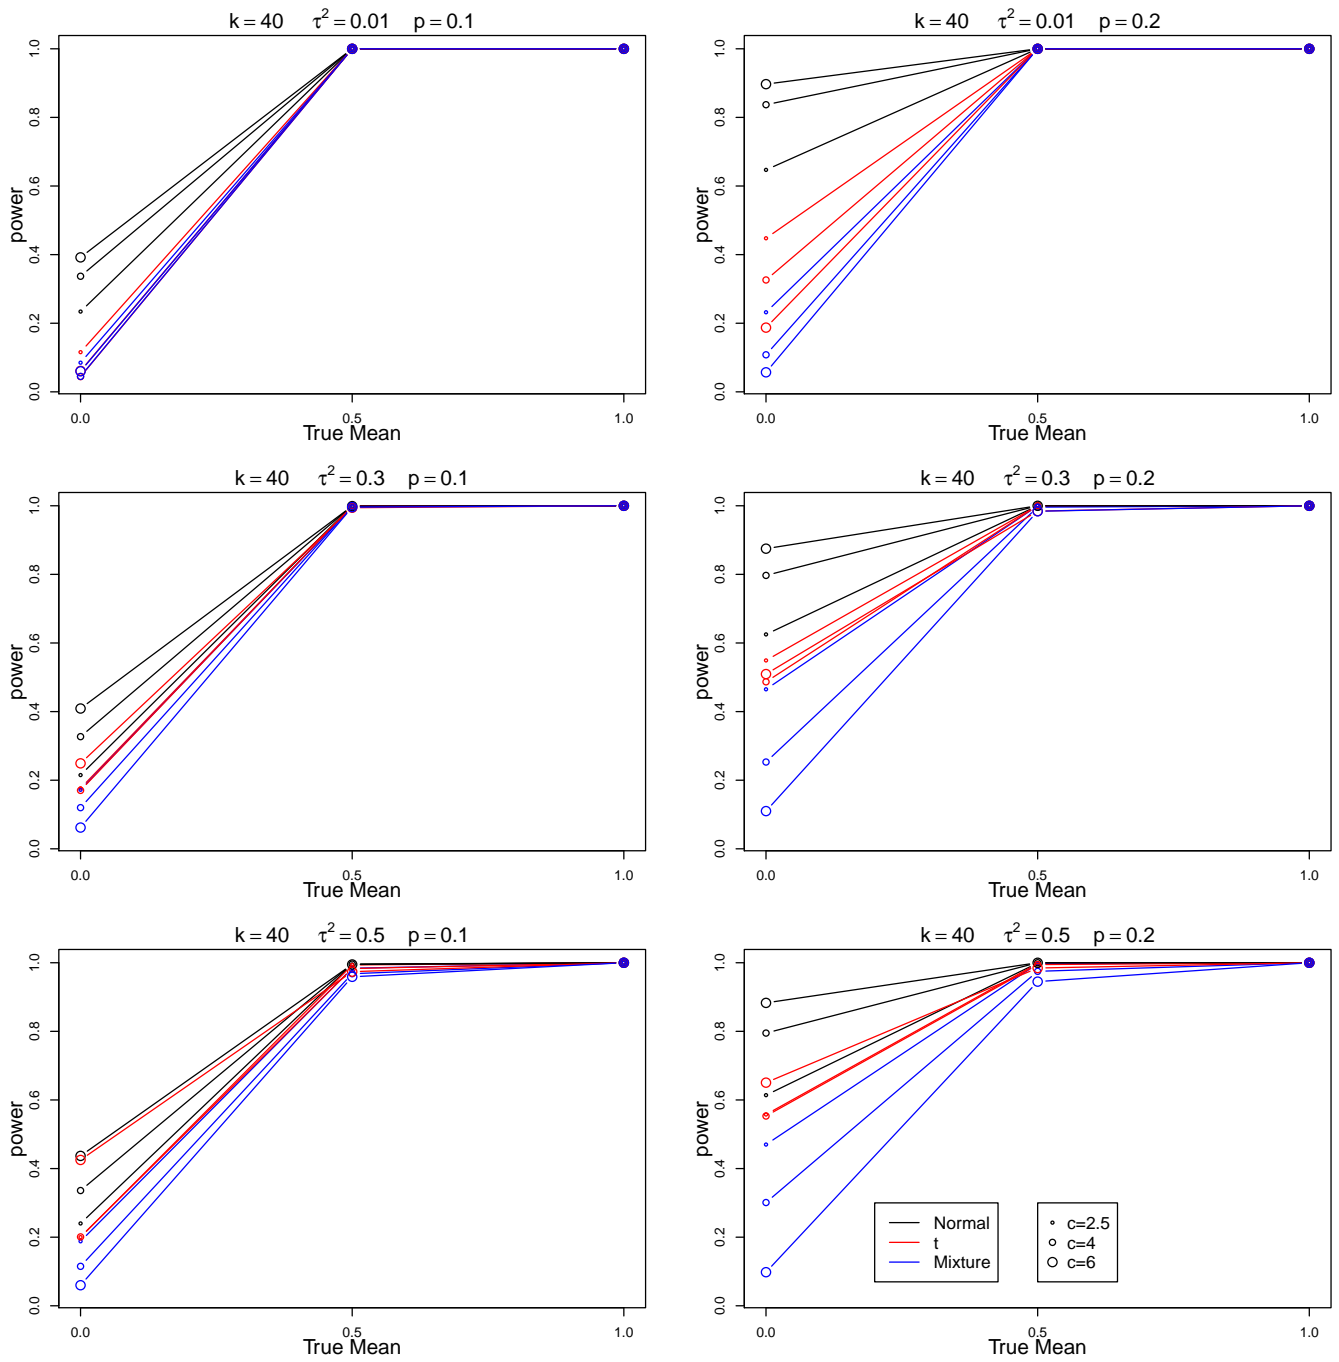 k = 40 τ² = 0.01 p = 0.1
power
0.0 0.2 0.4 0.6 0.8 1.0
0.0 0.5 1.0
True Mean
k = 40 τ² = 0.01 p = 0.2
power
0.0 0.2 0.4 0.6 0.8 1.0
0.0 0.5 1.0
True Mean
k = 40 τ² = 0.3 p = 0.1
power
0.0 0.2 0.4 0.6 0.8 1.0
0.0 0.5 1.0
True Mean
k = 40 τ² = 0.3 p = 0.2
power
0.0 0.2 0.4 0.6 0.8 1.0
0.0 0.5 1.0
True Mean
k = 40 τ² = 0.5 p = 0.1
power
0.0 0.2 0.4 0.6 0.8 1.0
0.0 0.5 1.0
True Mean
k = 40 τ² = 0.5 p = 0.2
power
0.0 0.2 0.4 0.6 0.8 1.0
Normal
t
Mixture
c=2.5
c=4
c=6
0.0 0.5 1.0
True Mean